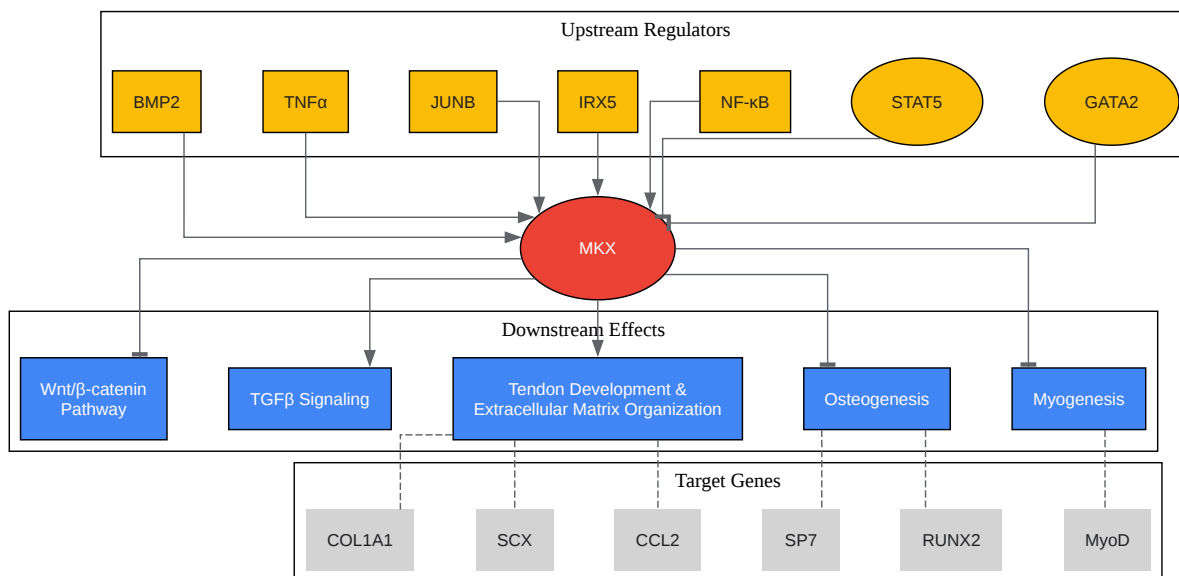 Upstream Regulators
BMP2
TNFα
JUNB
IRX5
NF-κB
STAT5
GATA2
MKX
Downstream Effects
Wnt/β-catenin
Pathway
TGFβ Signaling
Tendon Development &
Extracellular Matrix Organization
Osteogenesis
Myogenesis
Target Genes
COL1A1
SCX
CCL2
SP7
RUNX2
MyoD